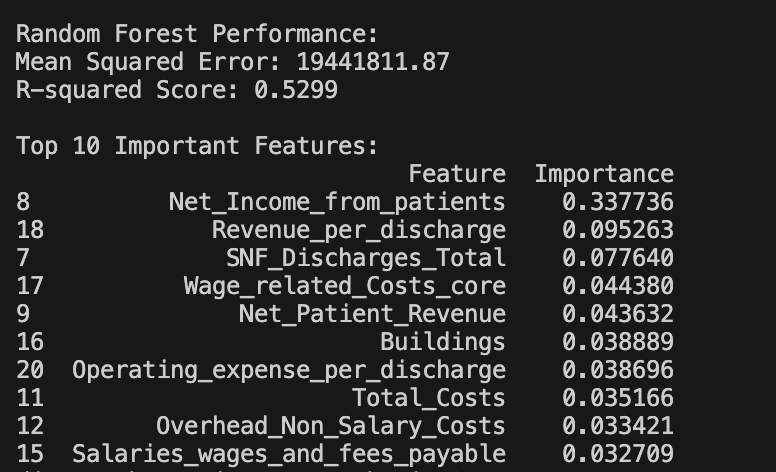 Random Forest Performance:
Mean Squared Error: 19441811.87
R-squared Score: 0.5299
Top 10 Important Features:
Feature Importance
8 Net_Income_from_patients 0.337736
18 Revenue_per_discharge 0.095263
7 SNF_Discharges_Total 0.077640
17 Wage_related_Costs_core 0.044380
9 Net_Patient_Revenue 0.043632
16 Buildings 0.038889
20 Operating_expense_per_discharge 0.038696
11 Total_Costs 0.035166
12 Overhead_Non_Salary_Costs 0.033421
15 Salaries_wages_and_fees_payable 0.032709